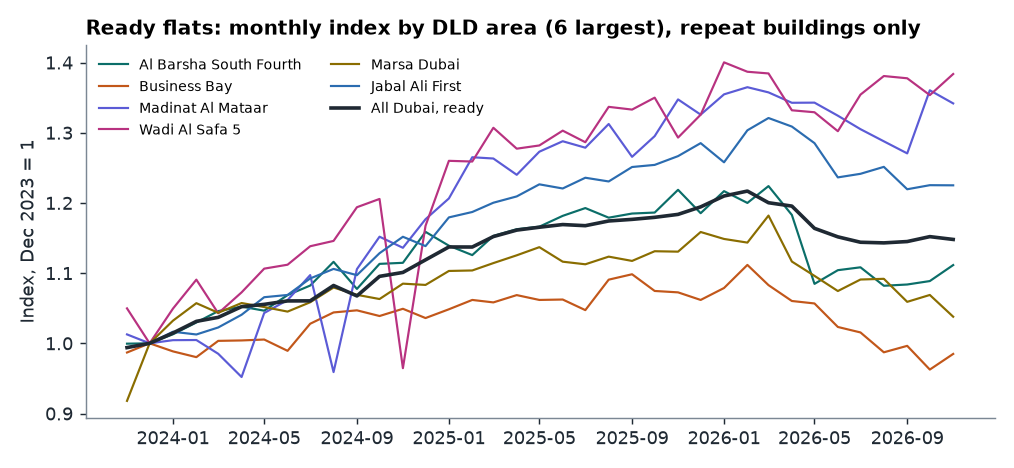 Ready flats: monthly index by DLD area (6 largest), repeat buildings only
Index, Dec 2023 = 1
1.4
1.3
1.2
1.1
1.0
0.9
Al Barsha South Fourth
Business Bay
Madinat Al Mataar
Wadi Al Safa 5
Marsa Dubai
Jabal Ali First
All Dubai, ready
2024-01 2024-05 2024-09 2025-01 2025-05 2025-09 2026-01 2026-05 2026-09